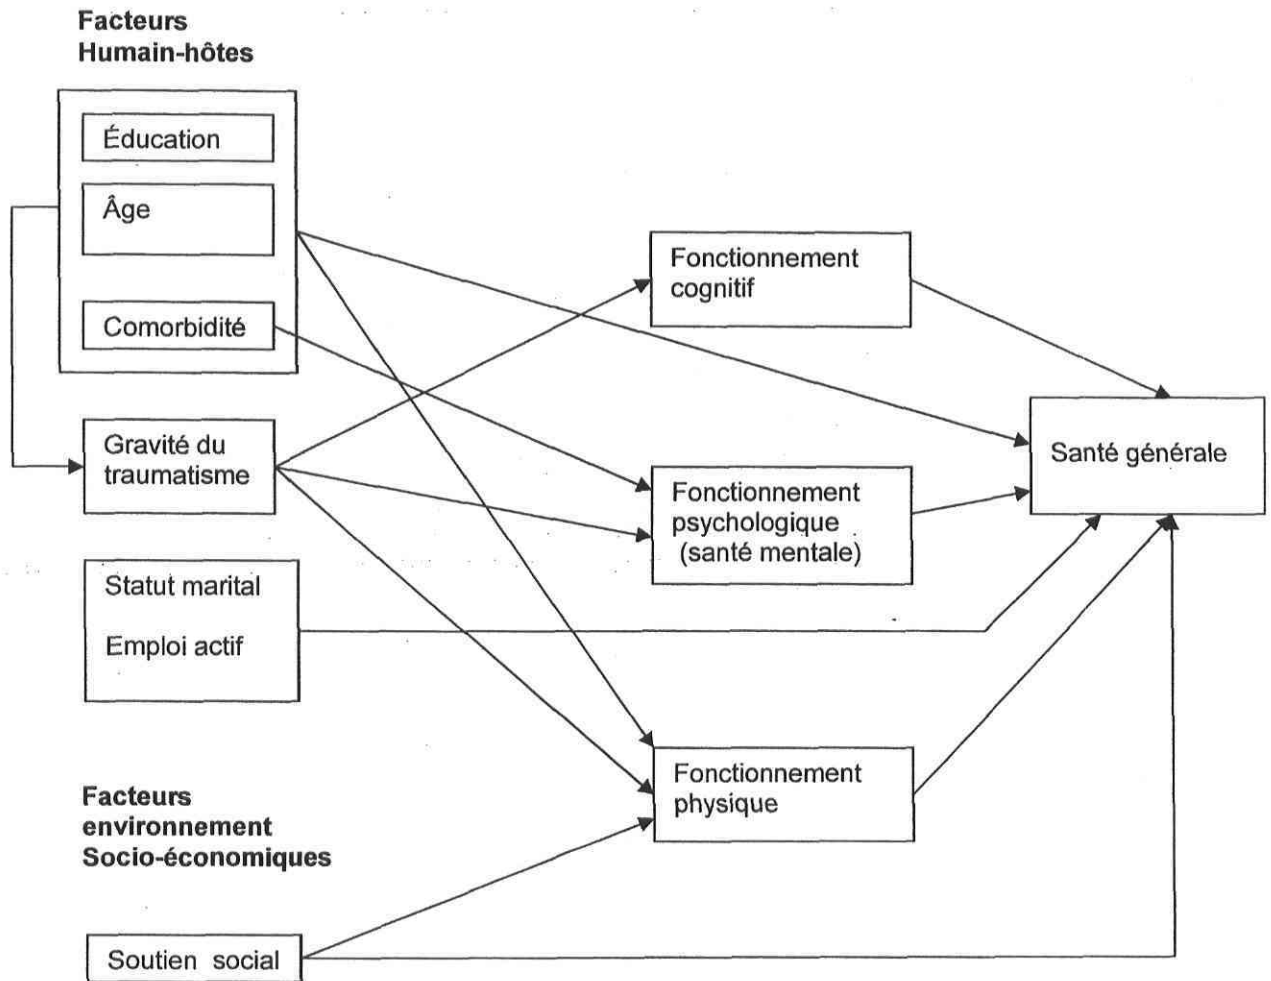 Facteurs
Humain-hôtes
Éducation
Âge
Comorbidité
Gravité du
traumatisme
Statut marital
Emploi actif
Facteurs
environnement
Socio-économiques
Soutien social
Fonctionnement
cognitif
Fonctionnement
psychologique
(santé mentale)
Fonctionnement
physique
Santé générale